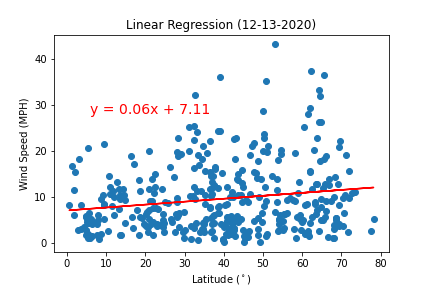 Linear Regression (12-13-2020)
Wind Speed (MPH)
40
30
20
10
0
y = 0.06x + 7.11
0 10 20 30 40 50 60 70 80
Latitude (°)